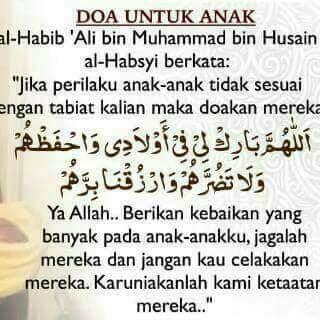 DOA UNTUK ANAK
al-Habib 'Ali bin Muhammad bin Husain
al-Habsyi berkata:
"Jika perilaku anak-anak tidak sesuai
engan tabiat kalian maka doakan mereka
اَللّٰهُمَّ بَارِكْ لِيْ فِيْ أَوْلَادِيْ وَاحْفَظْهُمْ
وَلَا تَضُرَّهُمْ وَارْزُقْنَا بِرَّهُمْ
Ya Allah.. Berikan kebaikan yang
banyak pada anak-anakku, jagalah
mereka dan jangan kau celakakan
mereka. Karuniakanlah kami ketaatan
mereka.."